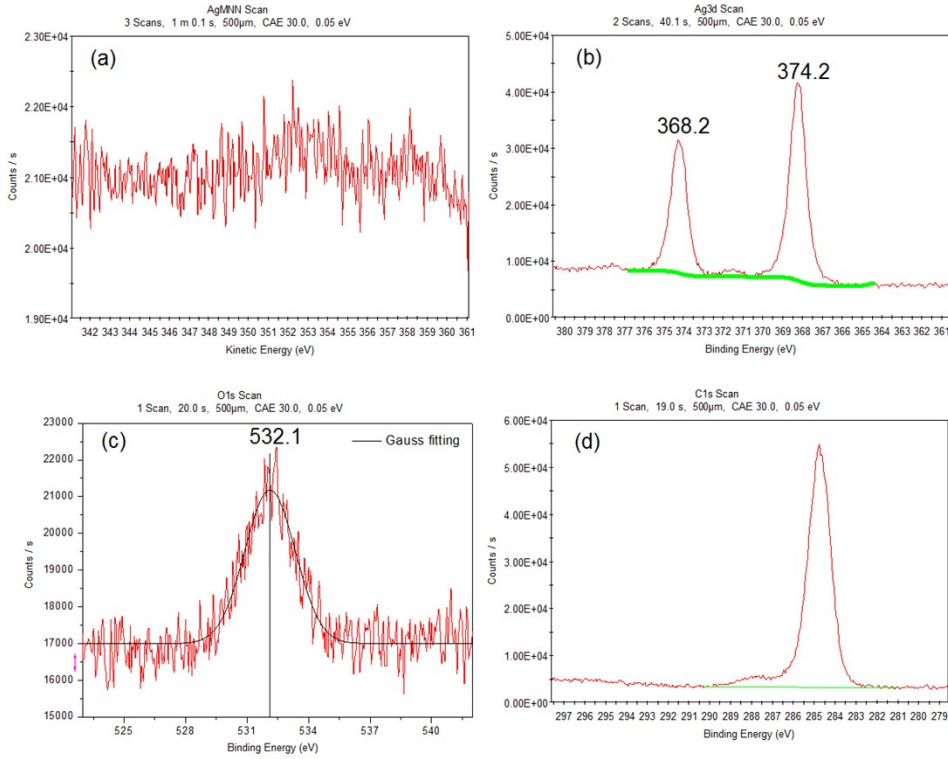 AgMNN Scan
3 Scans, 1 m 0.1 s, 500µm, CAE 30.0, 0.05 eV
(a)
2.30E+04
2.20E+04
2.10E+04
2.00E+04
1.90E+04
Counts / s
342 343 344 345 346 347 348 349 350 351 352 353 354 355 356 357 358 359 360 361
Kinetic Energy (eV)
Ag3d Scan
2 Scans, 40.1 s, 500µm, CAE 30.0, 0.05 eV
(b)
374.2
368.2
5.00E+04
4.00E+04
3.00E+04
2.00E+04
1.00E+04
0.00E+00
Counts / s
380 379 378 377 376 375 374 373 372 371 370 369 368 367 366 365 364 363 362 361
Binding Energy (eV)
O1s Scan
1 Scan, 20.0 s, 500µm, CAE 30.0, 0.05 eV
(c)
532.1
Gauss fitting
23000
22000
21000
20000
19000
18000
17000
16000
15000
Counts / s
525 528 531 534 537 540
Binding Energy (eV)
C1s Scan
1 Scan, 19.0 s, 500µm, CAE 30.0, 0.05 eV
(d)
6.00E+04
5.00E+04
4.00E+04
3.00E+04
2.00E+04
1.00E+04
0.00E+00
Counts / s
297 296 295 294 293 292 291 290 289 288 287 286 285 284 283 282 281 280 279
Binding Energy (eV)